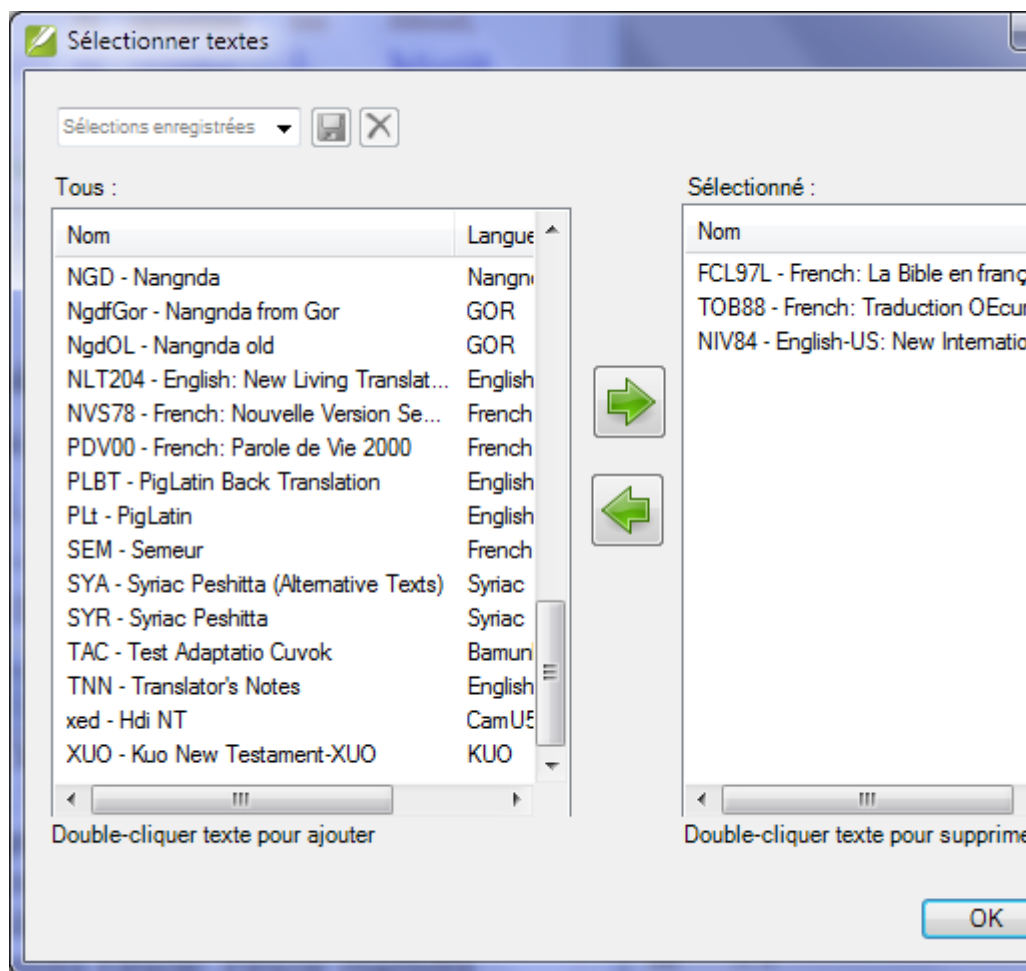 Sélectionner textes
Sélections enregistrées
Tous :
Nom Langue
NGD - Nangnda Nangn
NgdfGor - Nangnda from Gor GOR
NgdOL - Nangnda old GOR
NLT204 - English: New Living Translat... English
NVS78 - French: Nouvelle Version Se... French
PDV00 - French: Parole de Vie 2000 French
PLBT - PigLatin Back Translation English
PLt - PigLatin English
SEM - Semeur French
SYA - Syriac Peshitta (Alternative Texts) Syriac
SYR - Syriac Peshitta Syriac
TAC - Test Adaptatio Cuvok Bamun
TNN - Translator's Notes English
xed - Hdi NT CamU5
XUO - Kuo New Testament-XUO KUO
Double-cliquer texte pour ajouter
Sélectionné :
Nom
FCL97L - French: La Bible en franç
TOB88 - French: Traduction OEcu
NIV84 - English-US: New Internatio
Double-cliquer texte pour supprime
OK